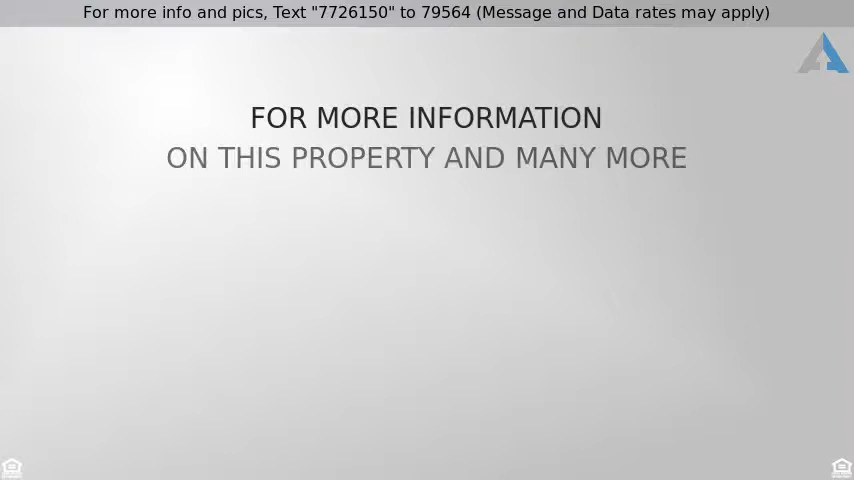 For more info and pics, Text "7726150" to 79564 (Message and Data rates may apply)
FOR MORE INFORMATION
ON THIS PROPERTY AND MANY MORE